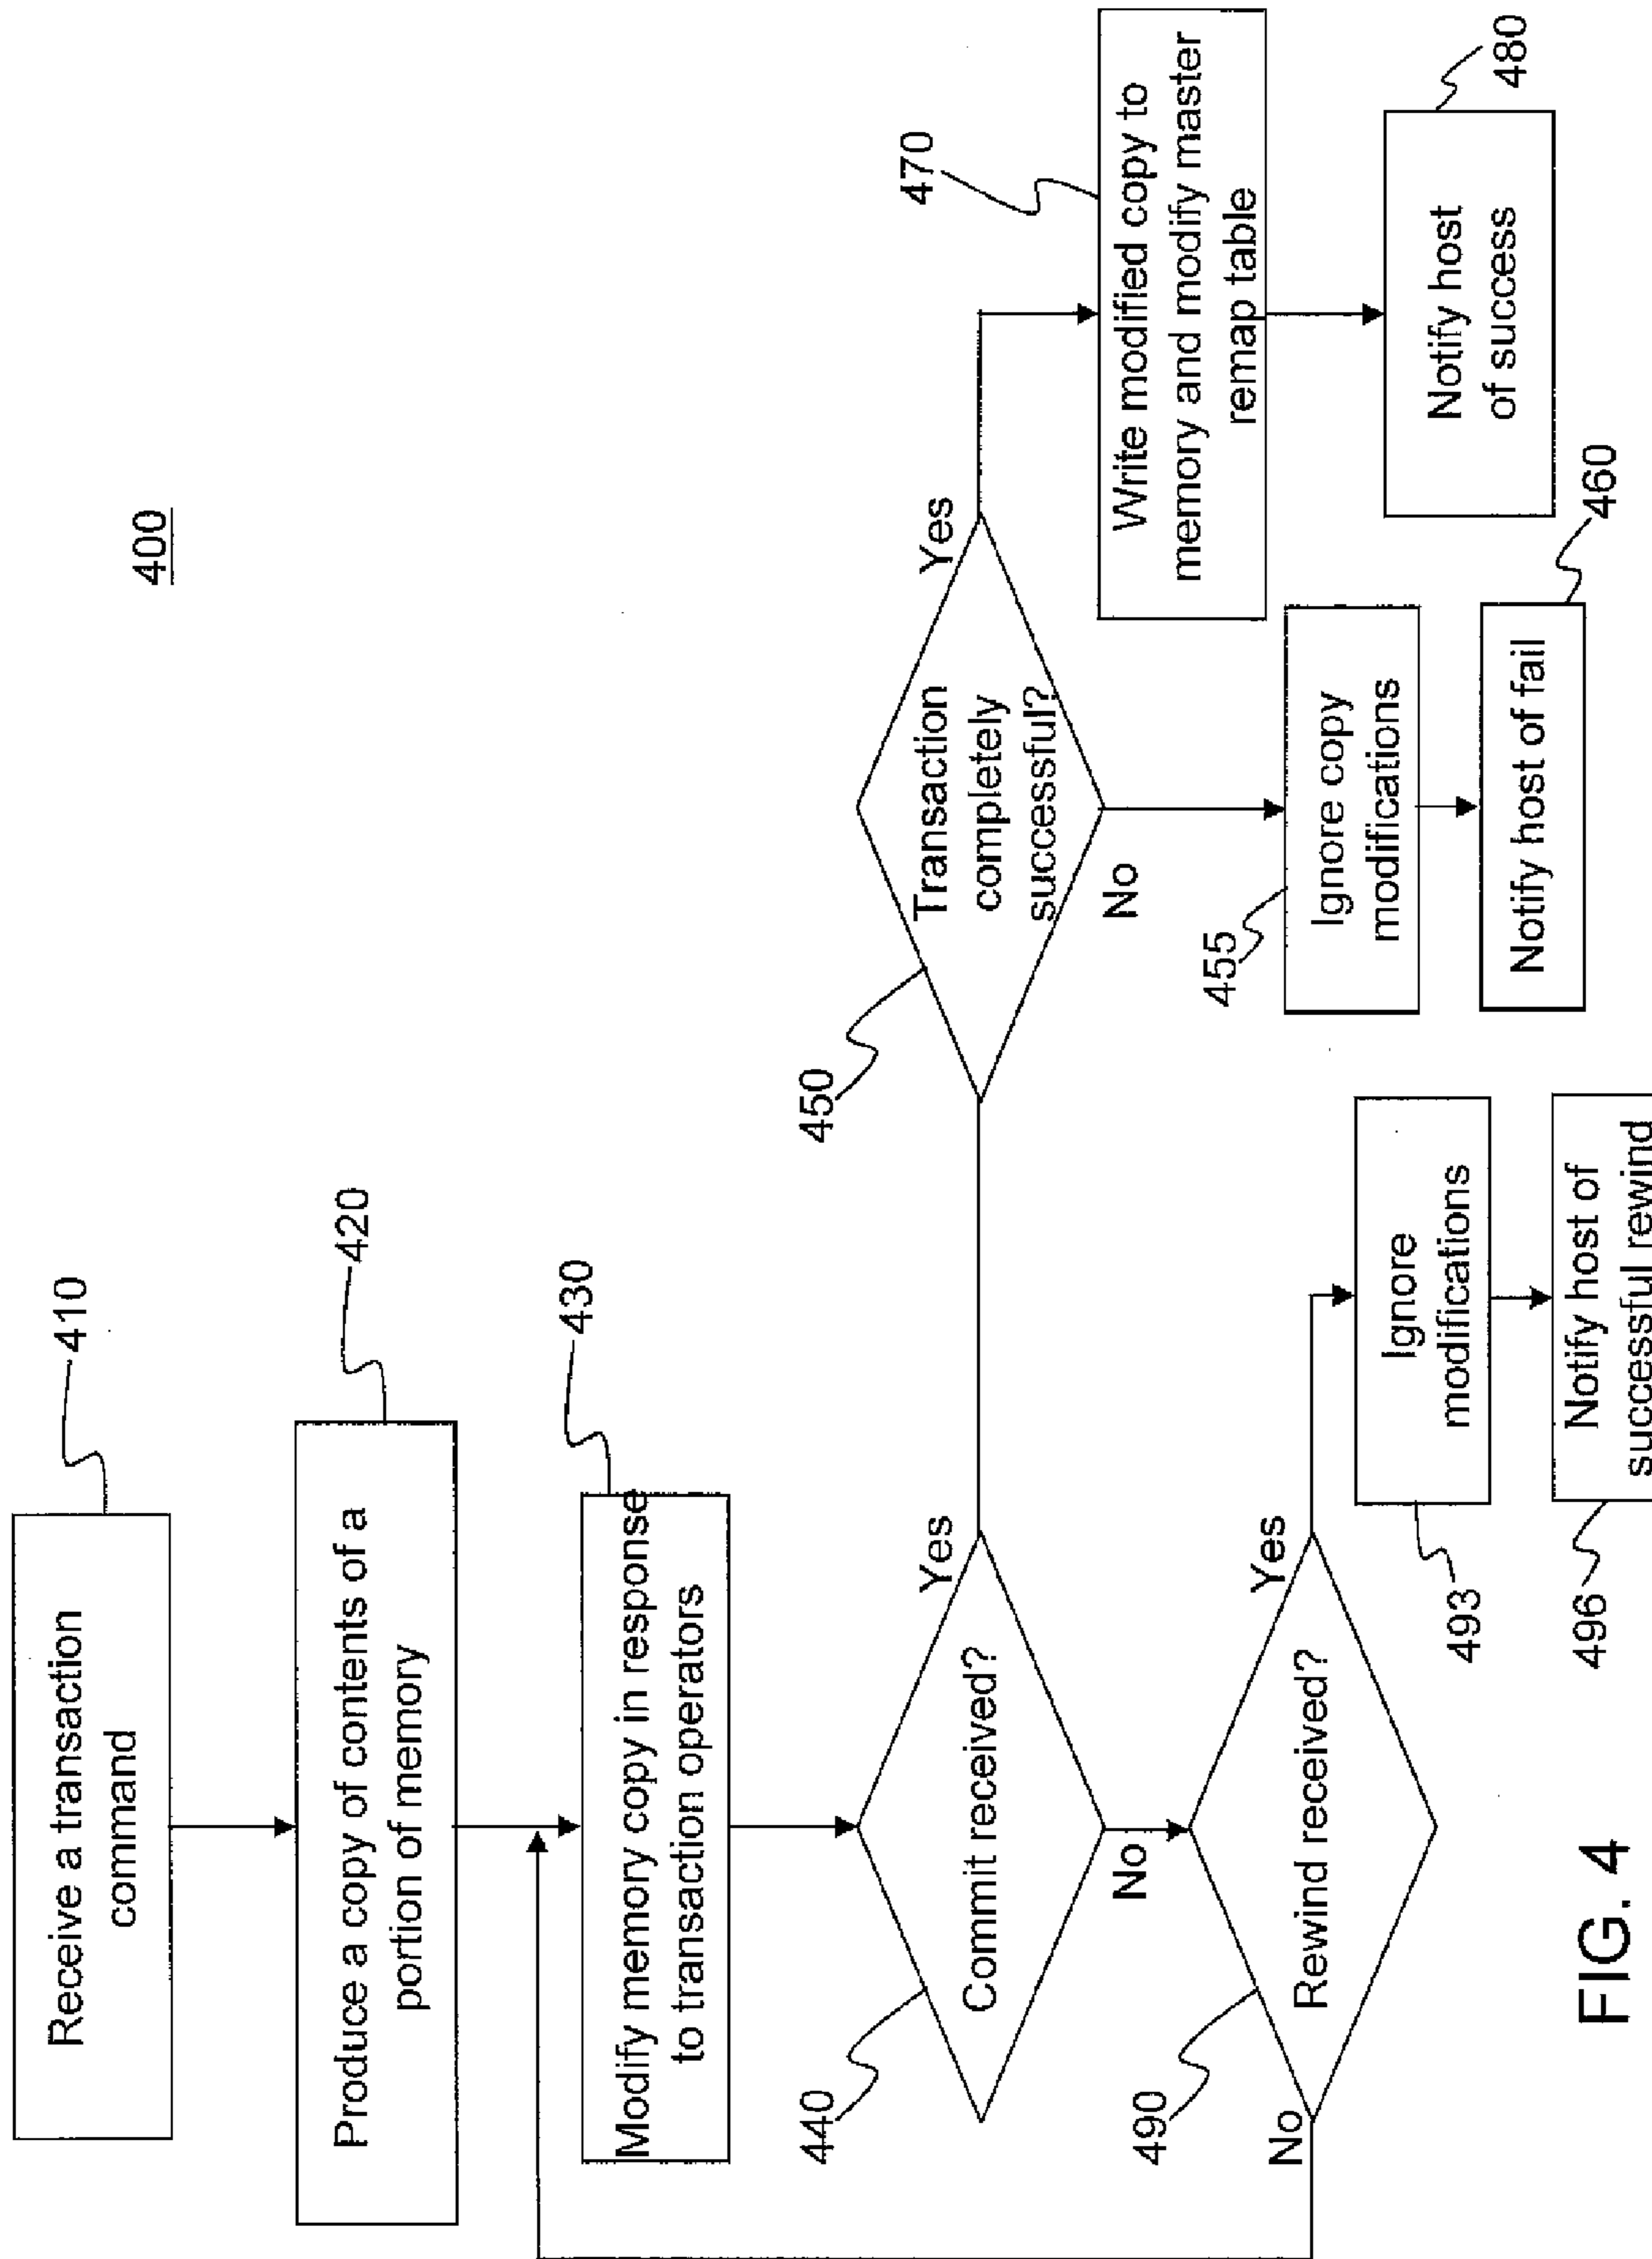 400
Receive a transaction
command
410
Produce a copy of contents of a
portion of memory
420
Modify memory copy in response
to transaction operators
430
Commit received?
440
Yes
No
Transaction
completely
successful?
450
Yes
No
Write modified copy to
memory and modify master
remap table
470
Notify host
of success
480
Ignore copy
modifications
455
Notify host of fail
460
Rewind received?
490
Yes
No
Ignore
modifications
493
Notify host of
successful rewind
496
FIG. 4